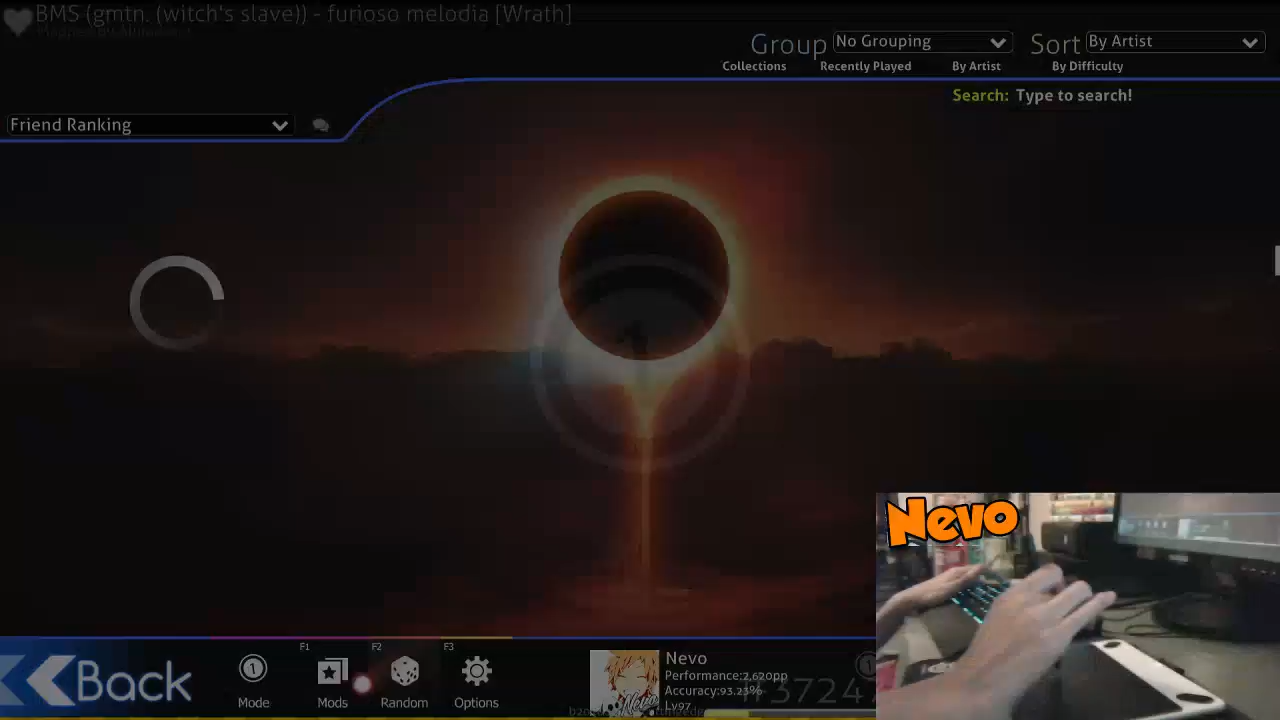 BMS (gmtn. (witch's slave)) - furioso melodia [Wrath]
Group No Grouping
Sort By Artist
Collections Recently Played By Artist By Difficulty
Search: Type to search!
Friend Ranking
Nevo
Back
Mode
F1
Mods
F2
Random
F3
Options
Nevo
Performance:2,620pp
Accuracy:93.23%
Lv97